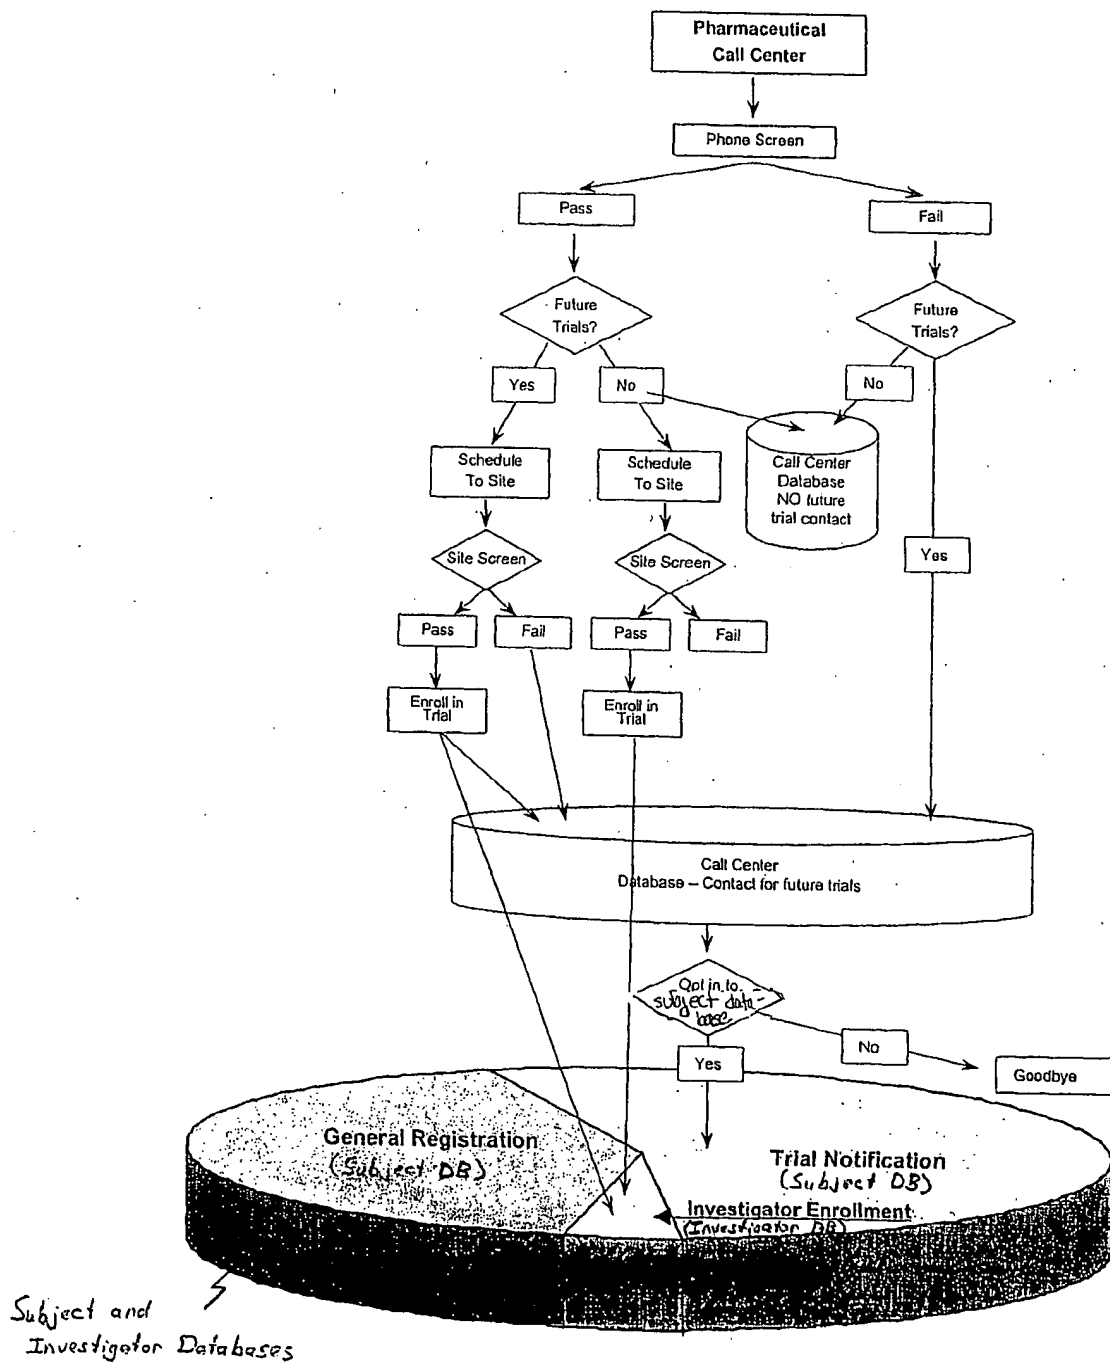 Pharmaceutical
Call Center
Phone Screen
Pass
Fail
Future
Trials?
Future
Trials?
Yes
No
No
Schedule
To Site
Schedule
To Site
Call Center
Database
NO future
trial contact
Site Screen
Site Screen
Yes
Pass
Fail
Pass
Fail
Enroll in
Trial
Enroll in
Trial
Call Center
Database – Contact for future trials
Opt in to
subject data-
base
Yes
No
Goodbye
General Registration
(Subject DB)
Trial Notification
(Subject DB)
Investigator Enrollment
(Investigator DB)
Subject and
Investigator Databases